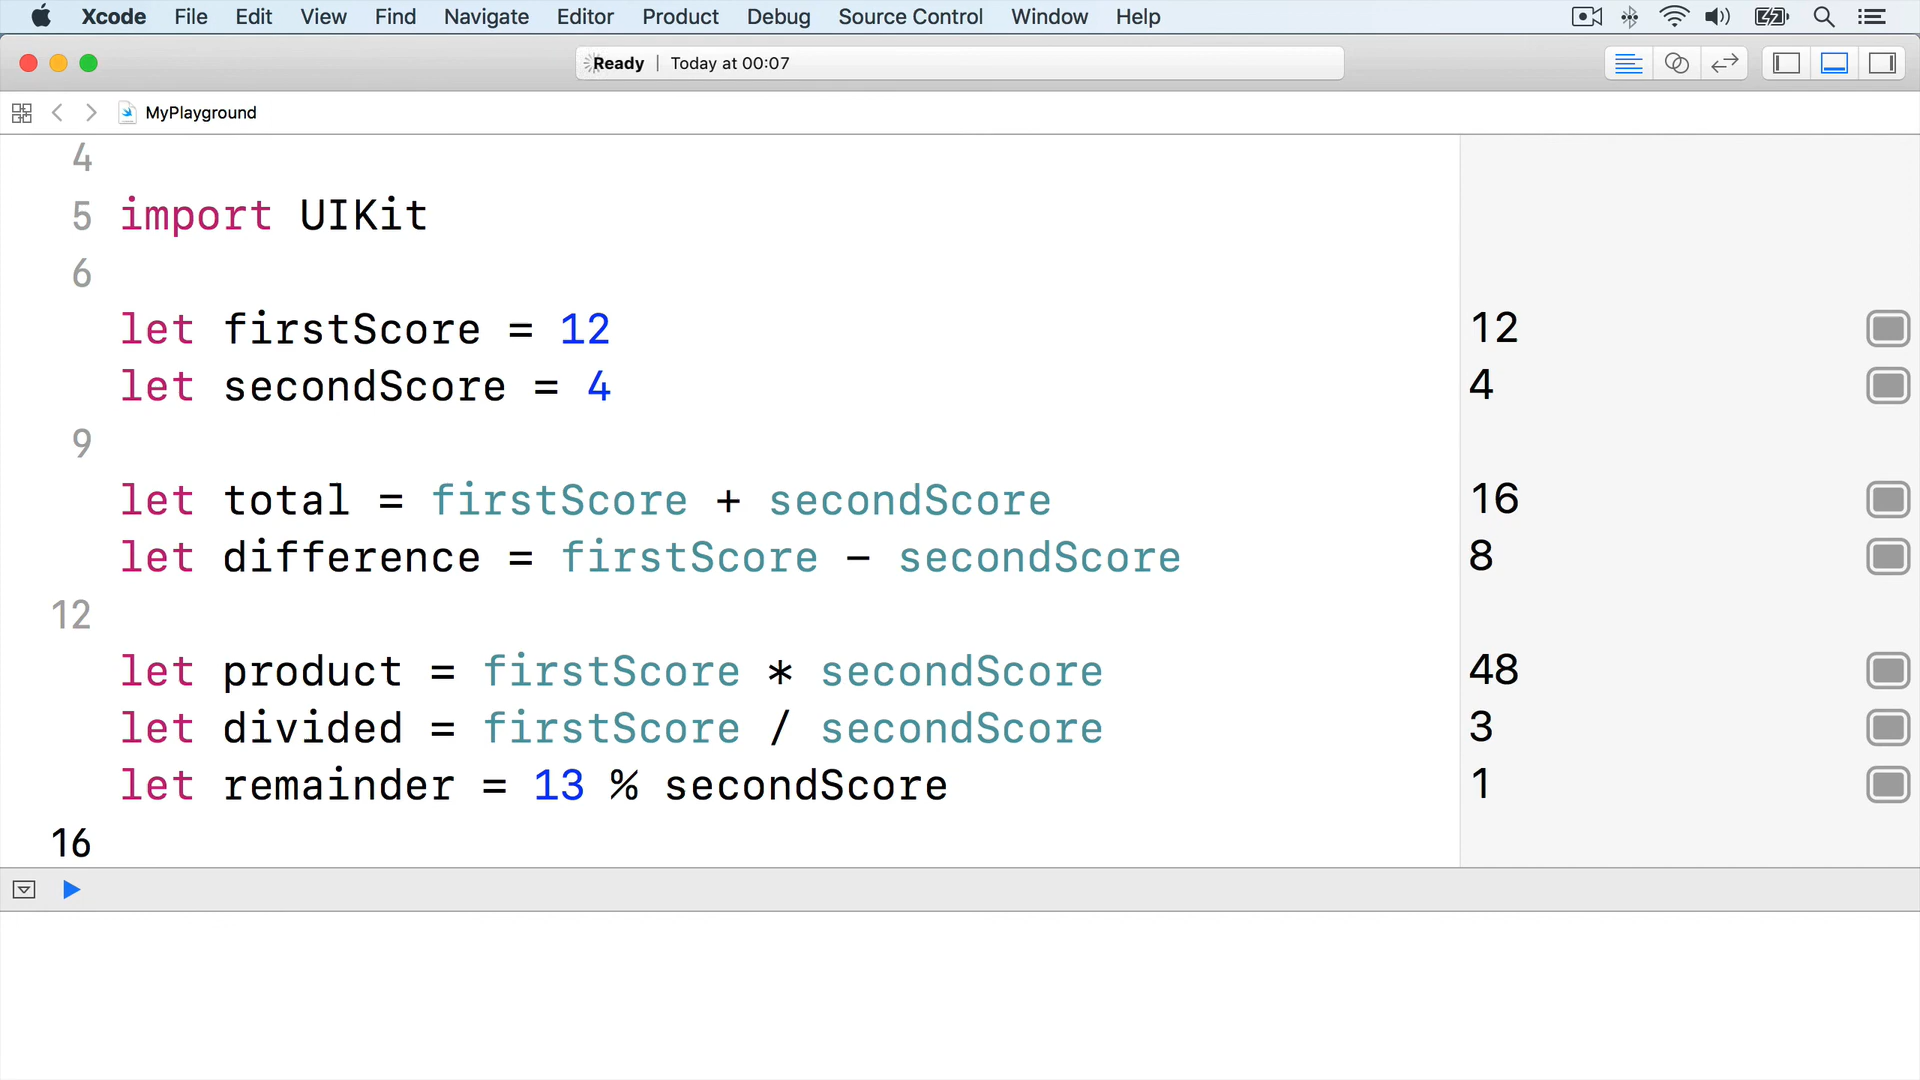 Xcode File Edit View Find Navigate Editor Product Debug Source Control Window Help
Ready | Today at 00:07
MyPlayground
4
5 import UIKit
6
let firstScore = 12 12
let secondScore = 4 4
9
let total = firstScore + secondScore 16
let difference = firstScore - secondScore 8
12
let product = firstScore * secondScore 48
let divided = firstScore / secondScore 3
let remainder = 13 % secondScore 1
16